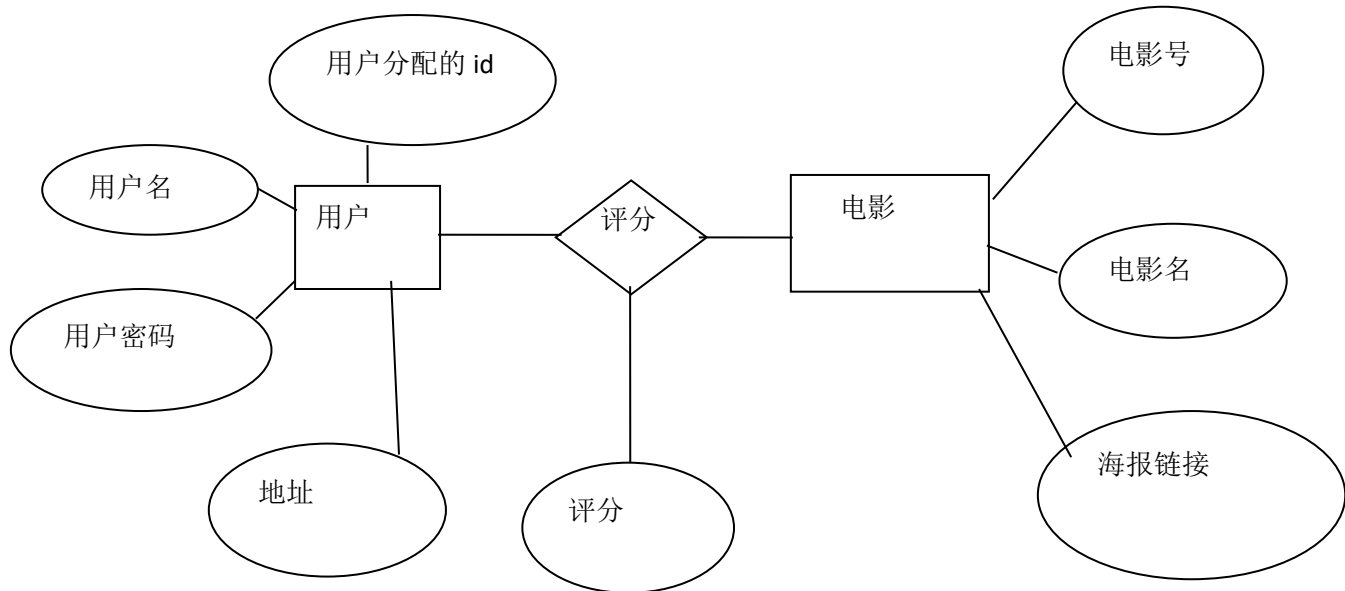 用户分配的 id
电影号
用户名
用户
评分
电影
电影名
用户密码
海报链接
地址
评分